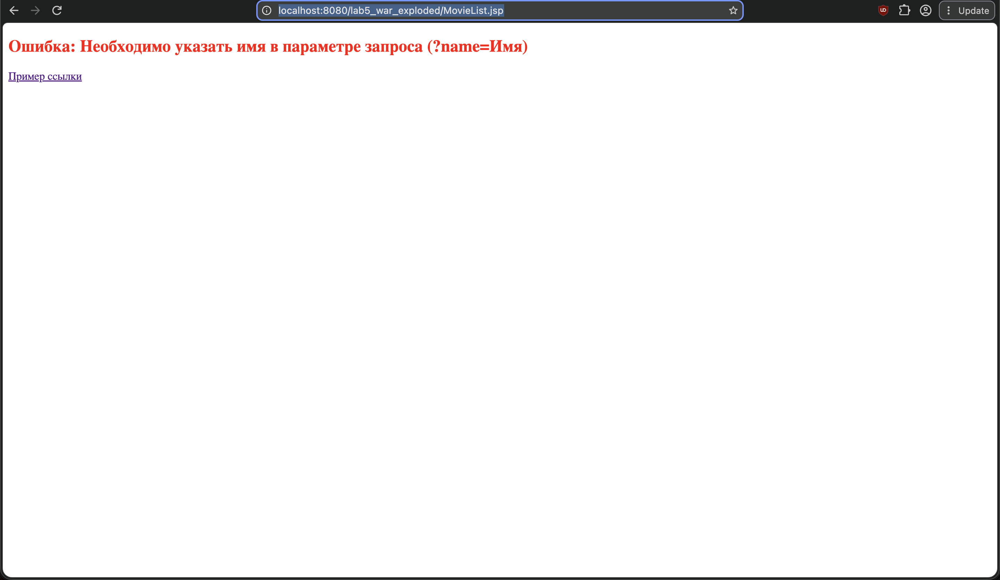 localhost:8080/lab5_war_exploded/MovieList.jsp
Update
Ошибка: Необходимо указать имя в параметре запроса (?name=Имя)
Пример ссылки